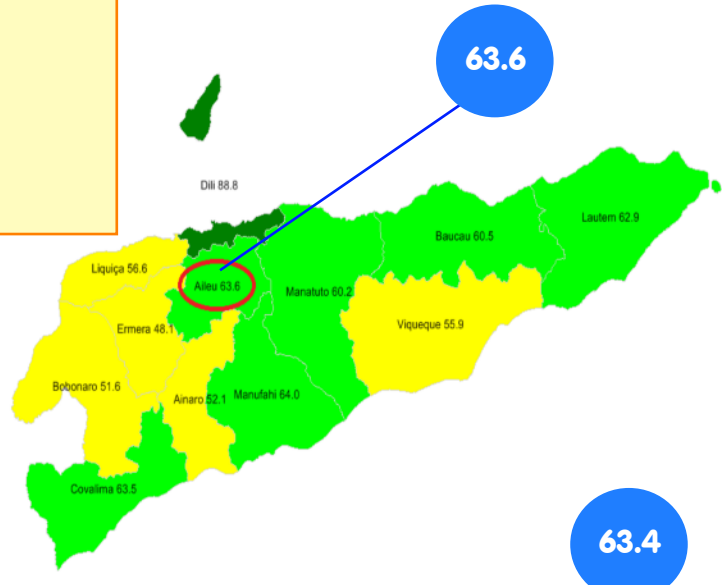 63.6
Dili 88.8
Lautem 62.9
Baucau 60.5
Liquiça 56.6
Aileu 63.6
Manatuto 60.2
Ermera 48.1
Viqueque 55.9
Bobonaro 51.6
Ainaro 52.1
Manufahi 64.0
Covalima 63.5
63.4